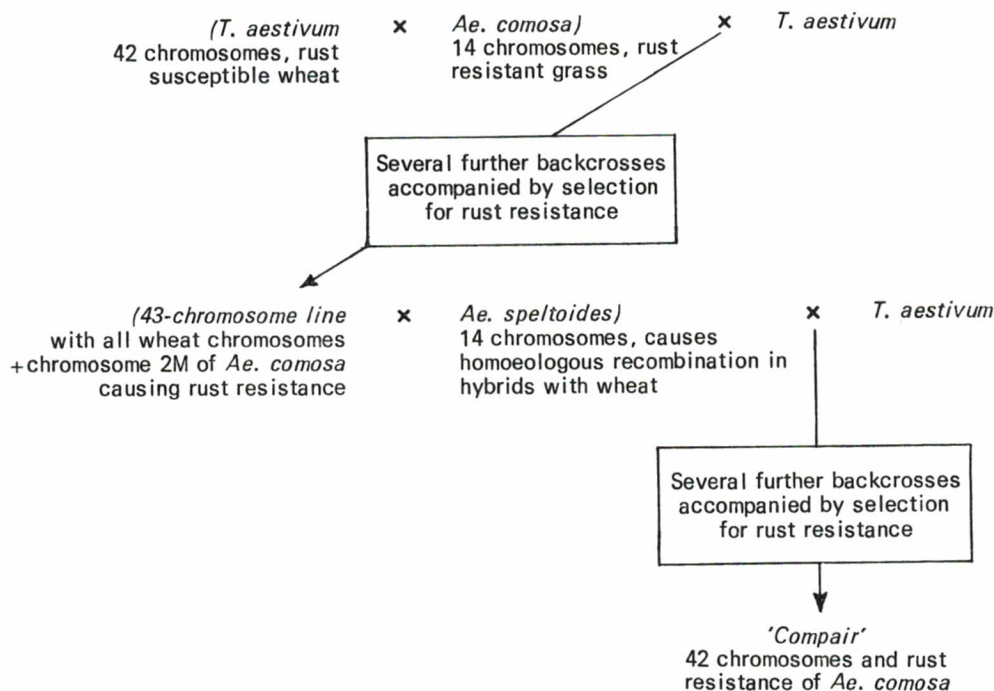 (T. aestivum × Ae. comosa) × T. aestivum
42 chromosomes, rust susceptible wheat
14 chromosomes, rust resistant grass
Several further backcrosses
accompanied by selection
for rust resistance
(43-chromosome line × Ae. speltoides) × T. aestivum
with all wheat chromosomes
+chromosome 2M of Ae. comosa
causing rust resistance
14 chromosomes, causes
homoeologous recombination in
hybrids with wheat
Several further backcrosses
accompanied by selection
for rust resistance
'Compair'
42 chromosomes and rust
resistance of Ae. comosa